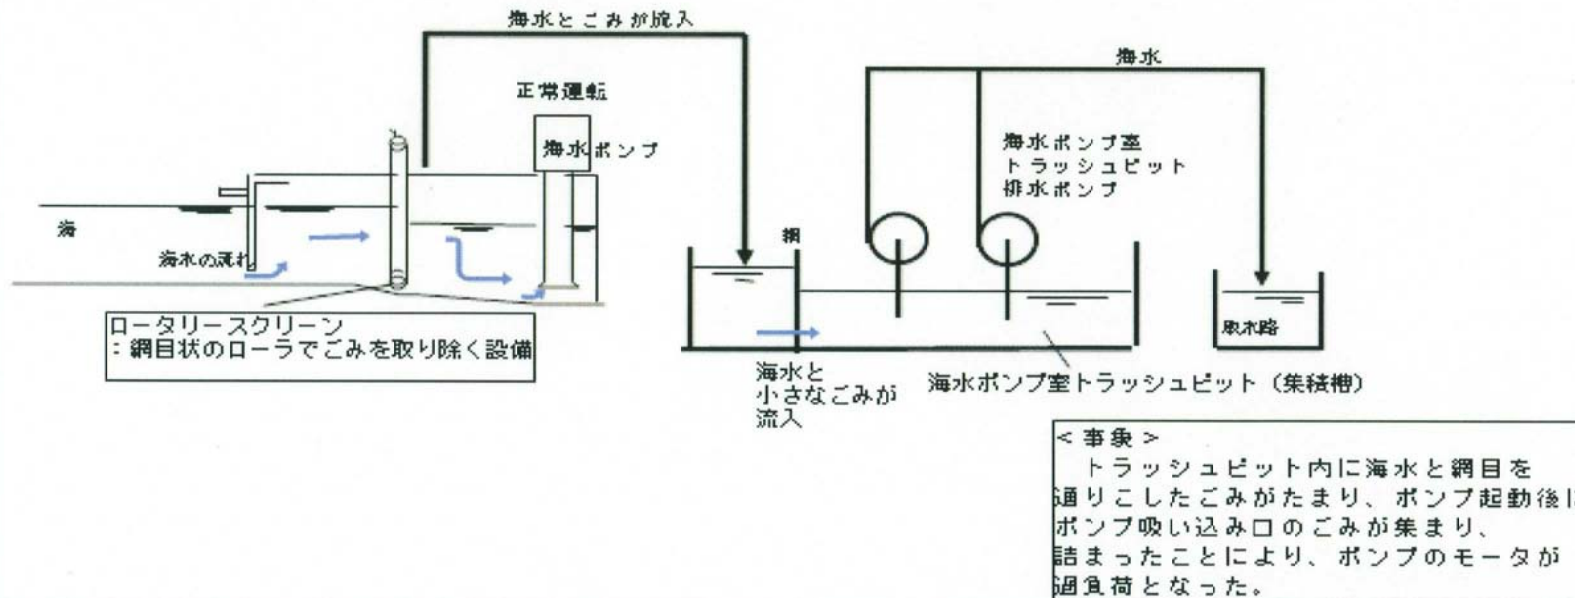 海水とごみが流入
正常運転
海水ポンプ
海
海水の流れ
ロータリースクリーン
：網目状のローラでごみを取り除く設備
海水
海水ポンプ室
トラッシュピット
排水ポンプ
網
取水路
海水と
小さなごみが
流入
海水ポンプ室トラッシュピット（集積槽）
＜事象＞
トラッシュピット内に海水と網目を
通りこしたごみがたまり、ポンプ起動後に
ポンプ吸い込み口のごみが集まり、
詰まったことにより、ポンプのモータが
過負荷となった。